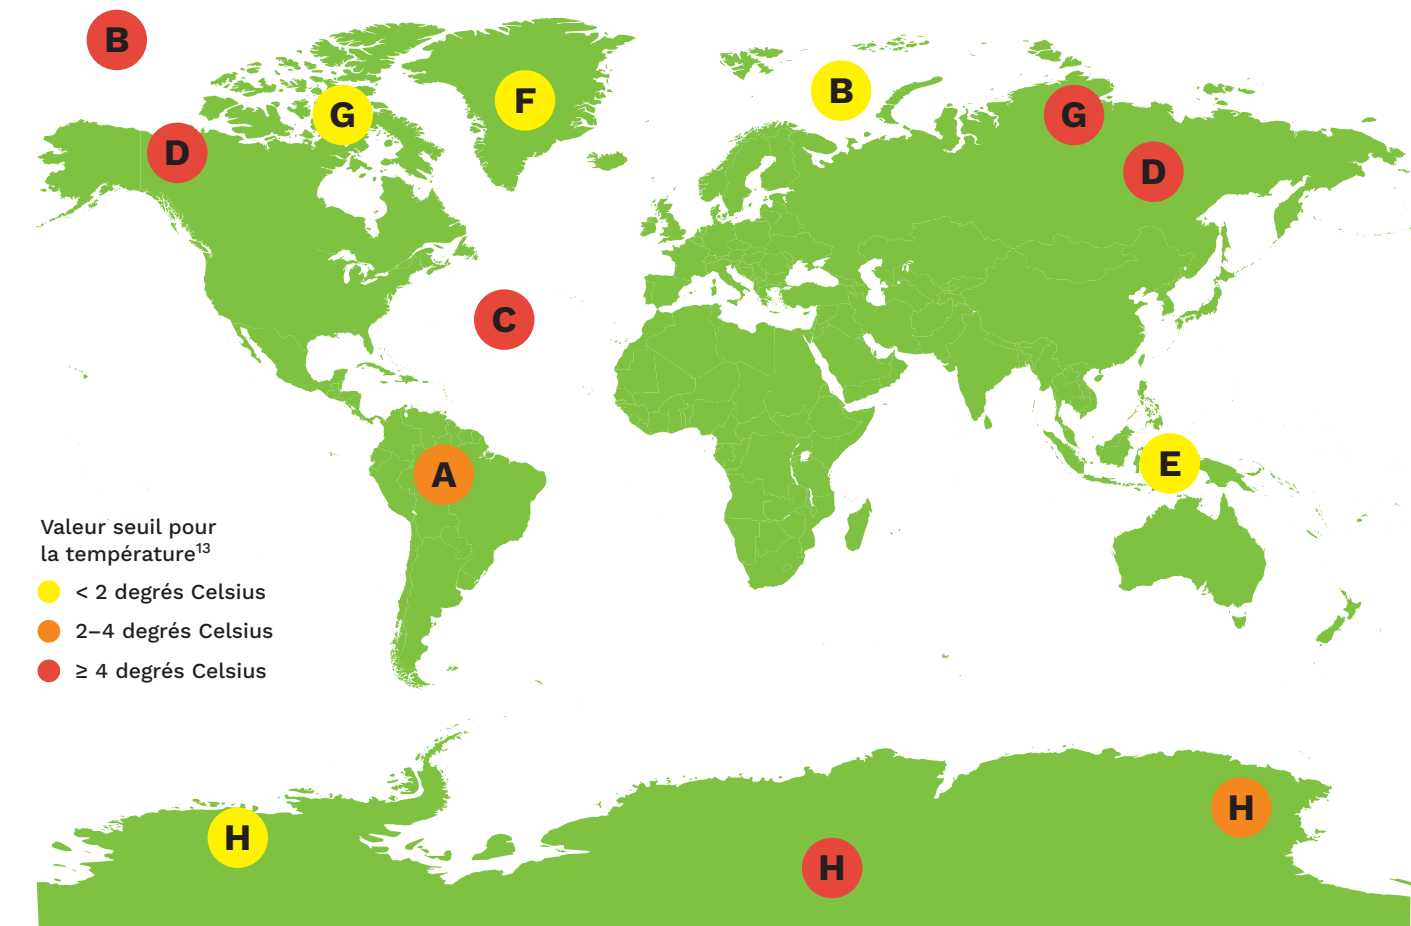 B
F
B
G
G
D
D
C
E
A
Valeur seuil pour
la température¹³
< 2 degrés Celsius
2–4 degrés Celsius
≥ 4 degrés Celsius
H
H
H